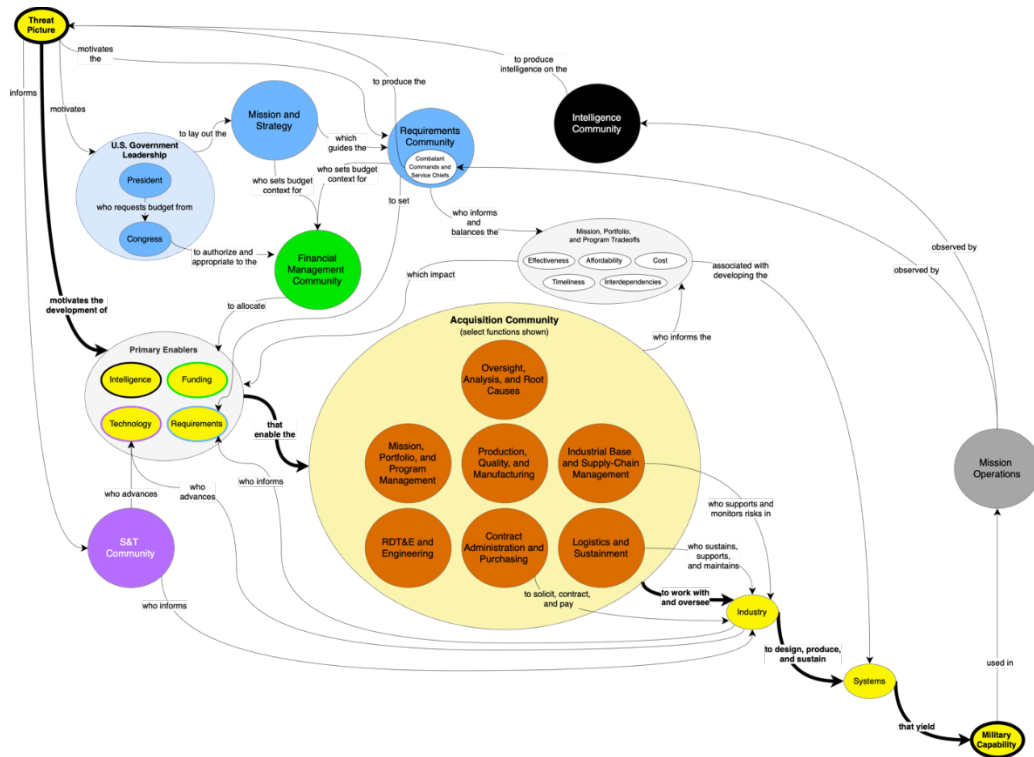 Threat
Picture
motivates
the
to produce the
to produce
intelligence on the
informs
motivates
Mission and
Strategy
Requirements
Community
Combatant
Commands and
Service Chiefs
Intelligence
Community
to lay out the
which
guides the
U.S. Government
Leadership
President
who requests budget from
Congress
who sets budget
context for
who sets budget
context for
to set
who informs
and
balances the
Mission, Portfolio,
and Program Tradeoffs
Effectiveness
Affordability
Cost
Timeliness
Interdependencies
associated with
developing the
observed by
observed by
to authorize and
appropriate to the
Financial
Management
Community
which impact
motivates the
development of
to allocate
Acquisition Community
(select functions shown)
who informs the
Primary Enablers
Intelligence
Funding
Technology
Requirements
that
enable the
Oversight,
Analysis, and Root
Causes
Mission,
Portfolio, and
Program
Management
Production,
Quality, and
Manufacturing
Industrial Base
and Supply-Chain
Management
Mission
Operations
who advances
who
advances
who informs
who supports and
monitors risks in
S&T
Community
RDT&E and
Engineering
Contract
Administration and
Purchasing
Logistics and
Sustainment
who sustains,
supports,
and maintains
who informs
to solicit, contract,
and pay
to work with
and oversee
Industry
to design, produce,
and sustain
used in
Systems
that yield
Military
Capability